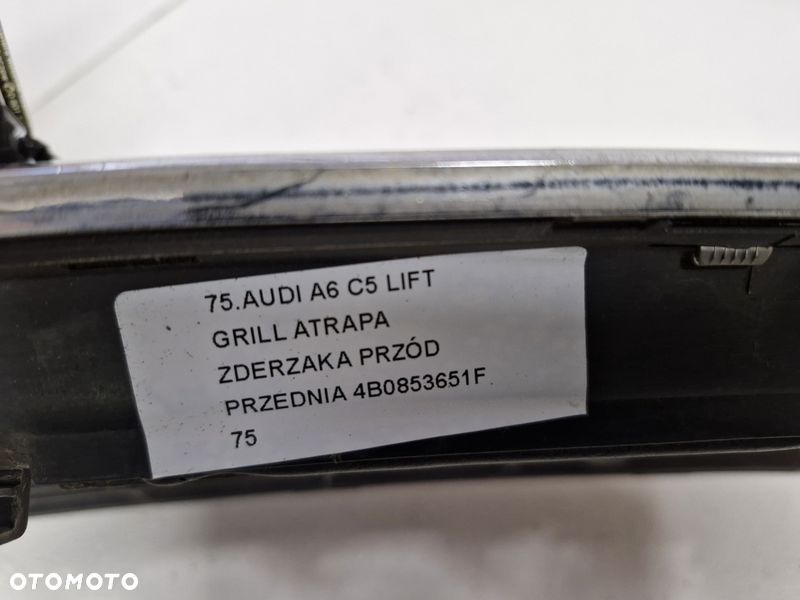 75.AUDI A6 C5 LIFT
GRILL ATRAPA
ZDERZAKA PRZÓD
PRZEDNIA 4B0853651F
75
OTOMOTO